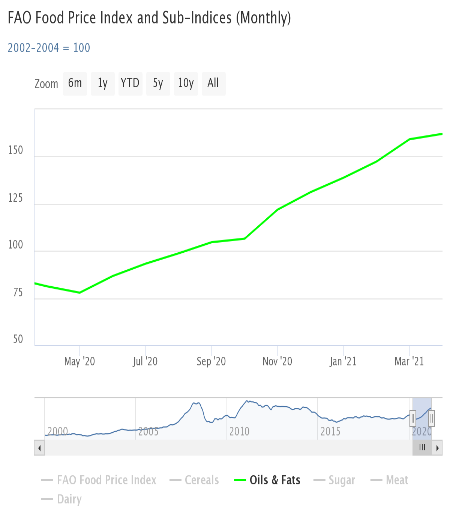 FAO Food Price Index and Sub-Indices (Monthly)
2002-2004 = 100
Zoom 6m 1y YTD 5y 10y All
150
125
100
75
50
May '20 Jul '20 Sep '20 Nov '20 Jan '21 Mar '21
2000 2005 2010 2015 2020
FAO Food Price Index Cereals Oils & Fats Sugar Meat
Dairy